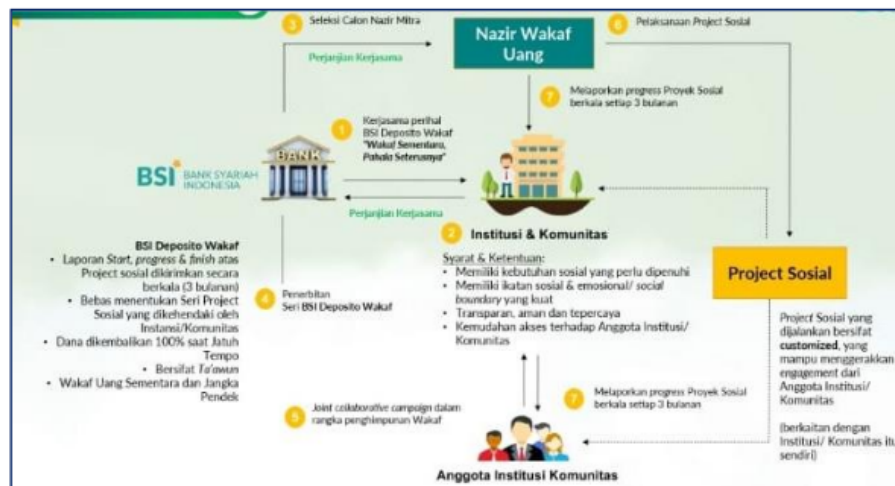 3 Seleksi Calon Nazir Mitra
Perjanjian Kerjasama
Nazir Wakaf
Uang
6 Pelaksanaan Project Sosial
7 Melaporkan progress Proyek Sosial
berkala setiap 3 bulanan
1 Kerjasama perihal
BSI Deposito Wakaf
"Wakaf Sementara,
Pahala Seterusnya"
BANK
BSI BANK SYARIAH
INDONESIA
Perjanjian Kerjasama
2 Institusi & Komunitas
Syarat & Ketentuan:
• Memiliki kebutuhan sosial yang perlu dipenuhi
• Memiliki ikatan sosial & emosional/ social
boundary yang kuat
• Transparan, aman dan tepercaya
• Kemudahan akses terhadap Anggota Institusi/
Komunitas
BSI Deposito Wakaf
• Laporan Start, progress & finish atas
Project sosial dikirimkan secara
berkala (3 bulanan)
• Bebas menentukan Seri Project
Sosial yang dikehendaki oleh
Instansi/Komunitas
• Dana dikembalikan 100% saat Jatuh
Tempo
• Bersifat Ta'awun
• Wakaf Uang Sementara dan Jangka
Pendek
4 Penerbitan
Seri BSI Deposito Wakaf
Project Sosial
Project Sosial yang
dijalankan bersifat
customized, yang
mampu menggerakkan
engagement dari
Anggota Institusi/
Komunitas
(berkaitan dengan
Institusi/ Komunitas itu
sendiri)
5 Joint collaborative campaign dalam
rangka penghimpunan Wakaf
7 Melaporkan progress Proyek Sosial
berkala setiap 3 bulanan
Anggota Institusi Komunitas